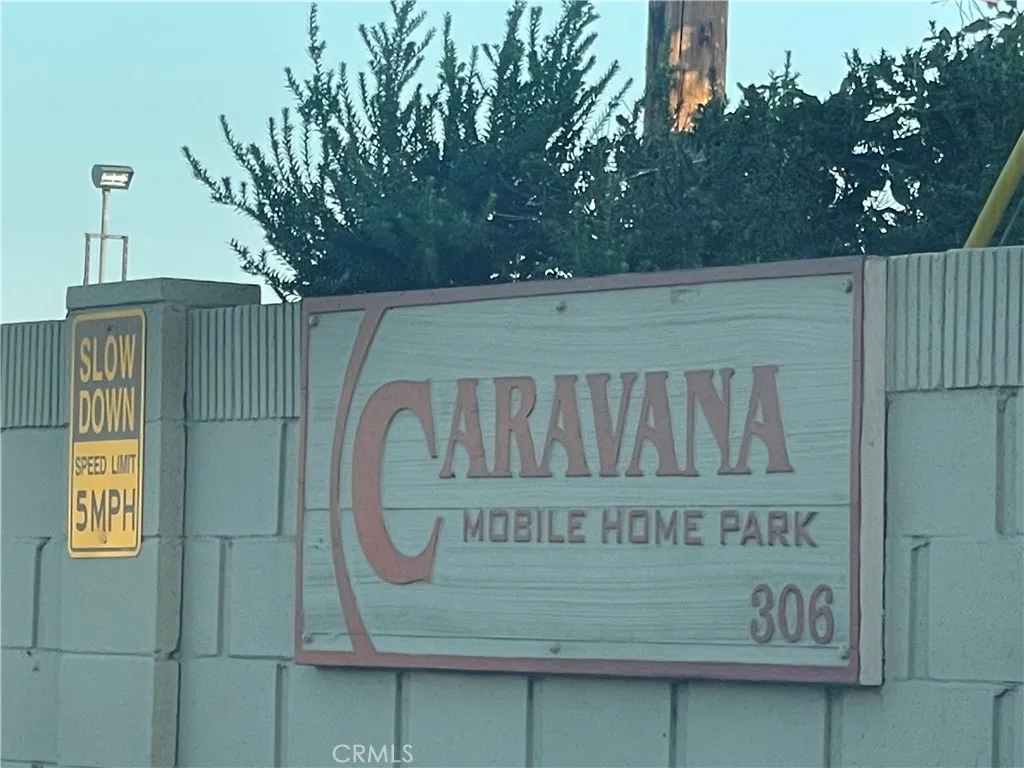 SLOW
DOWN
SPEED LIMIT
5MPH
CARAVANA
MOBILE HOME PARK
306
CRMLS